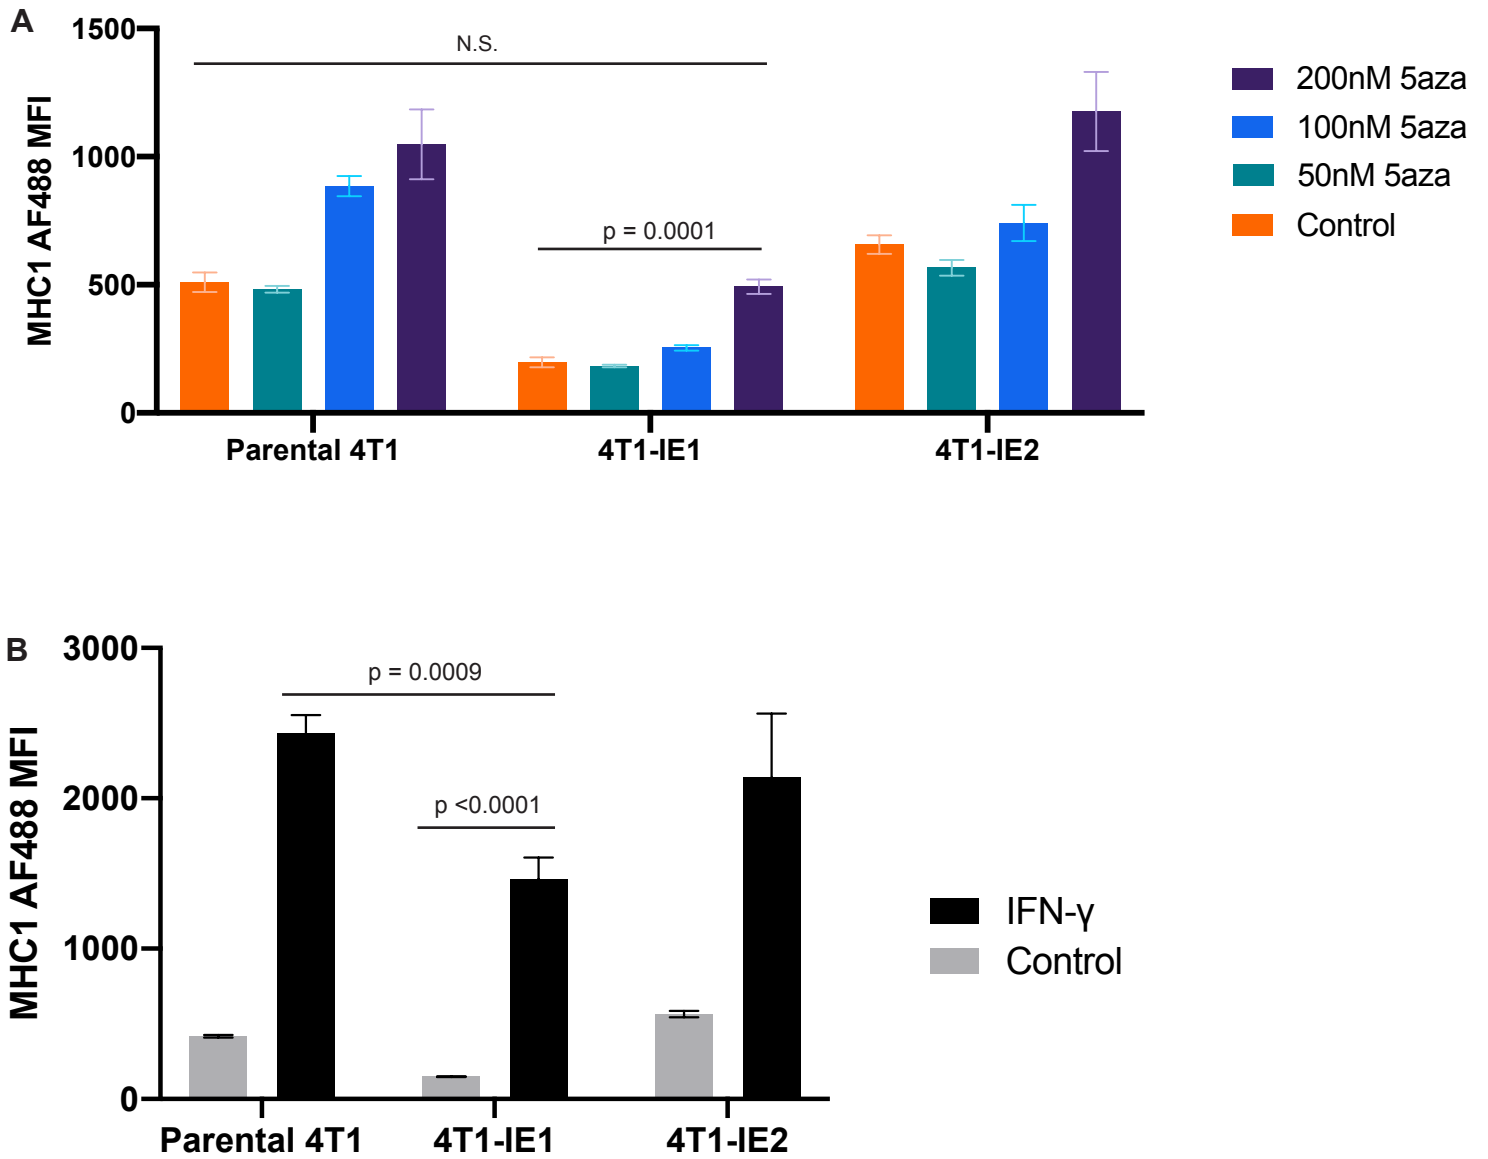 A
1500
1000
500
0
MHC1 AF488 MFI
N.S.
p = 0.0001
Parental 4T1
4T1-IE1
4T1-IE2
200nM 5aza
100nM 5aza
50nM 5aza
Control
B
3000
2000
1000
0
MHC1 AF488 MFI
p = 0.0009
p <0.0001
Parental 4T1
4T1-IE1
4T1-IE2
IFN-γ
Control